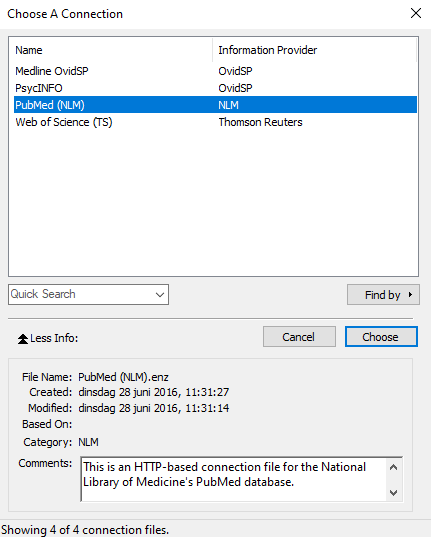 Choose A Connection
Name Information Provider
Medline OvidSP OvidSP
PsycINFO OvidSP
PubMed (NLM) NLM
Web of Science (TS) Thomson Reuters
Quick Search Find by
Less Info: Cancel Choose
File Name: PubMed (NLM).enz
Created: dinsdag 28 juni 2016, 11:31:27
Modified: dinsdag 28 juni 2016, 11:31:14
Based On:
Category: NLM
Comments: This is an HTTP-based connection file for the National
Library of Medicine's PubMed database.
Showing 4 of 4 connection files.